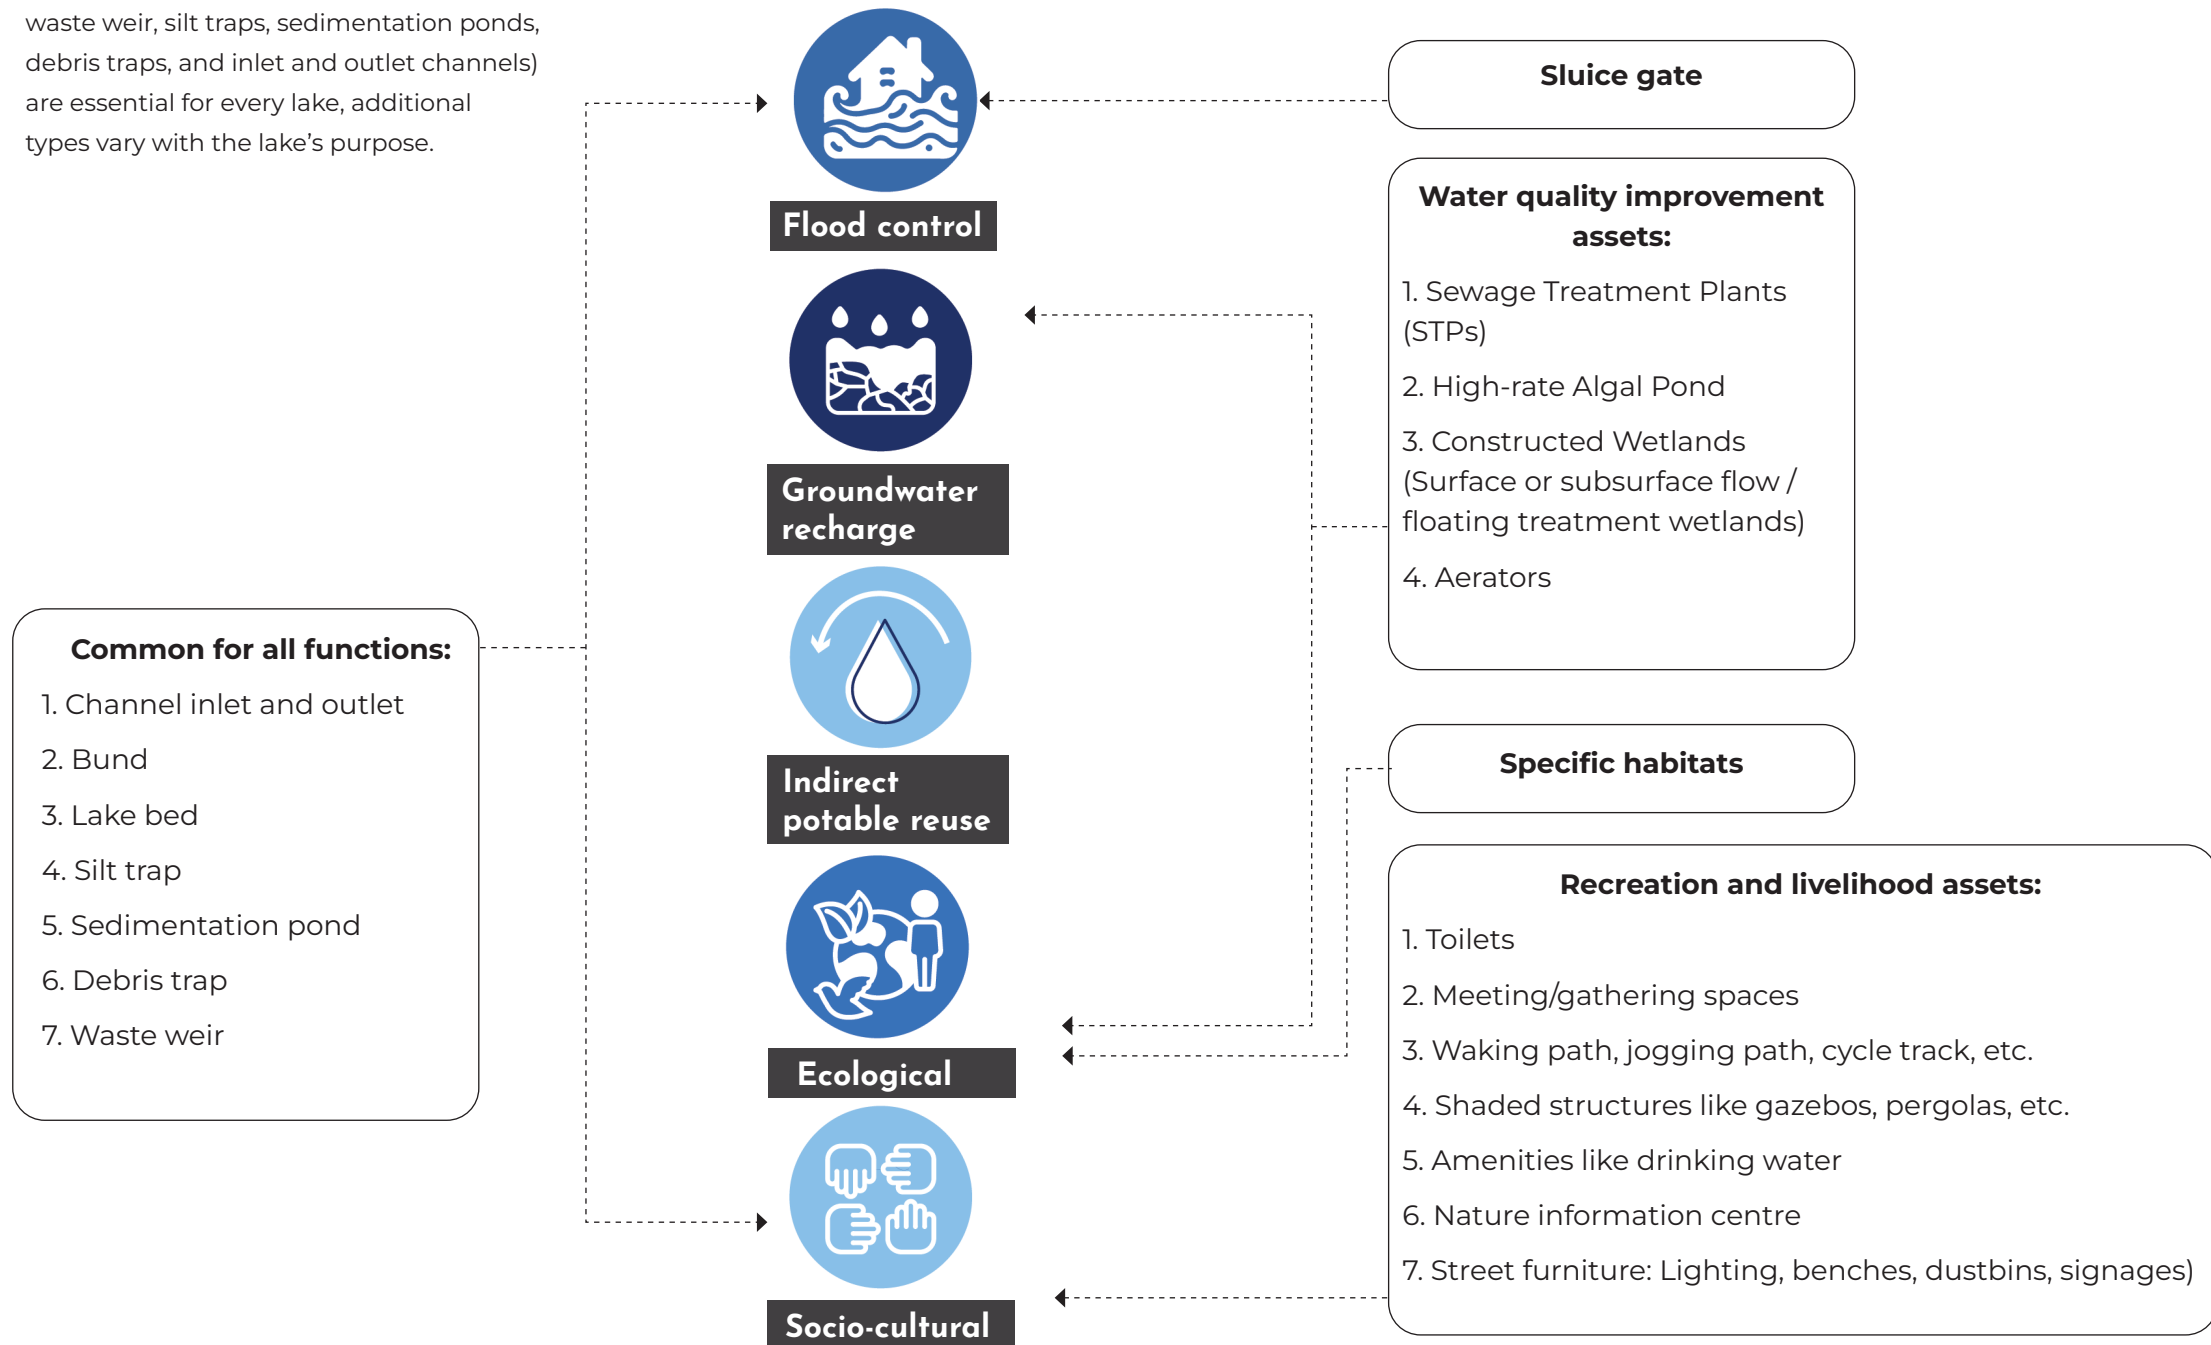 waste weir, silt traps, sedimentation ponds,
debris traps, and inlet and outlet channels)
are essential for every lake, additional
types vary with the lake's purpose.
Common for all functions:
1. Channel inlet and outlet
2. Bund
3. Lake bed
4. Silt trap
5. Sedimentation pond
6. Debris trap
7. Waste weir
Flood control
Groundwater
recharge
Indirect
potable reuse
Ecological
Socio-cultural
Sluice gate
Water quality improvement
assets:
1. Sewage Treatment Plants
(STPs)
2. High-rate Algal Pond
3. Constructed Wetlands
(Surface or subsurface flow /
floating treatment wetlands)
4. Aerators
Specific habitats
Recreation and livelihood assets:
1. Toilets
2. Meeting/gathering spaces
3. Waking path, jogging path, cycle track, etc.
4. Shaded structures like gazebos, pergolas, etc.
5. Amenities like drinking water
6. Nature information centre
7. Street furniture: Lighting, benches, dustbins, signages)